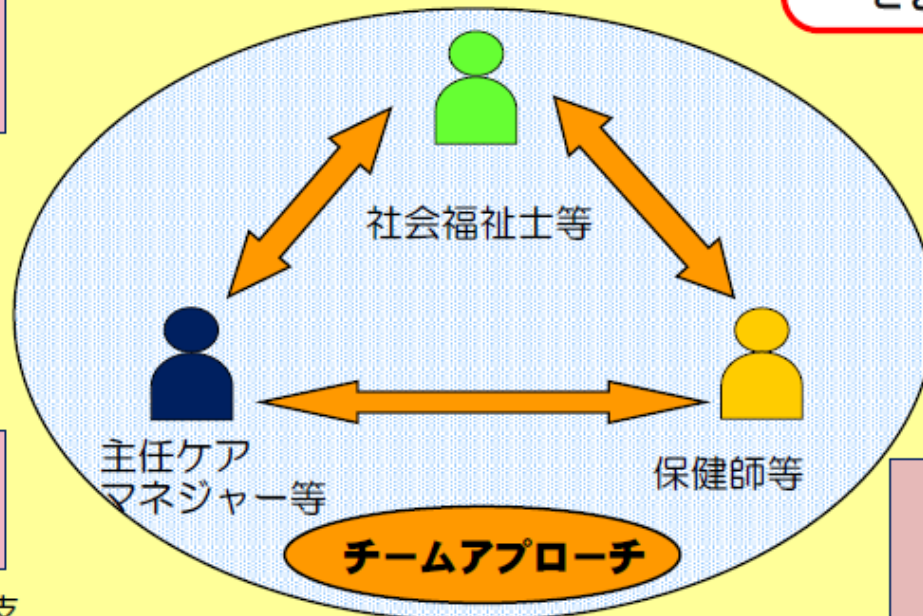 社会福祉士等
主任ケア
マネジャー等
保健師等
チームアプローチ
支